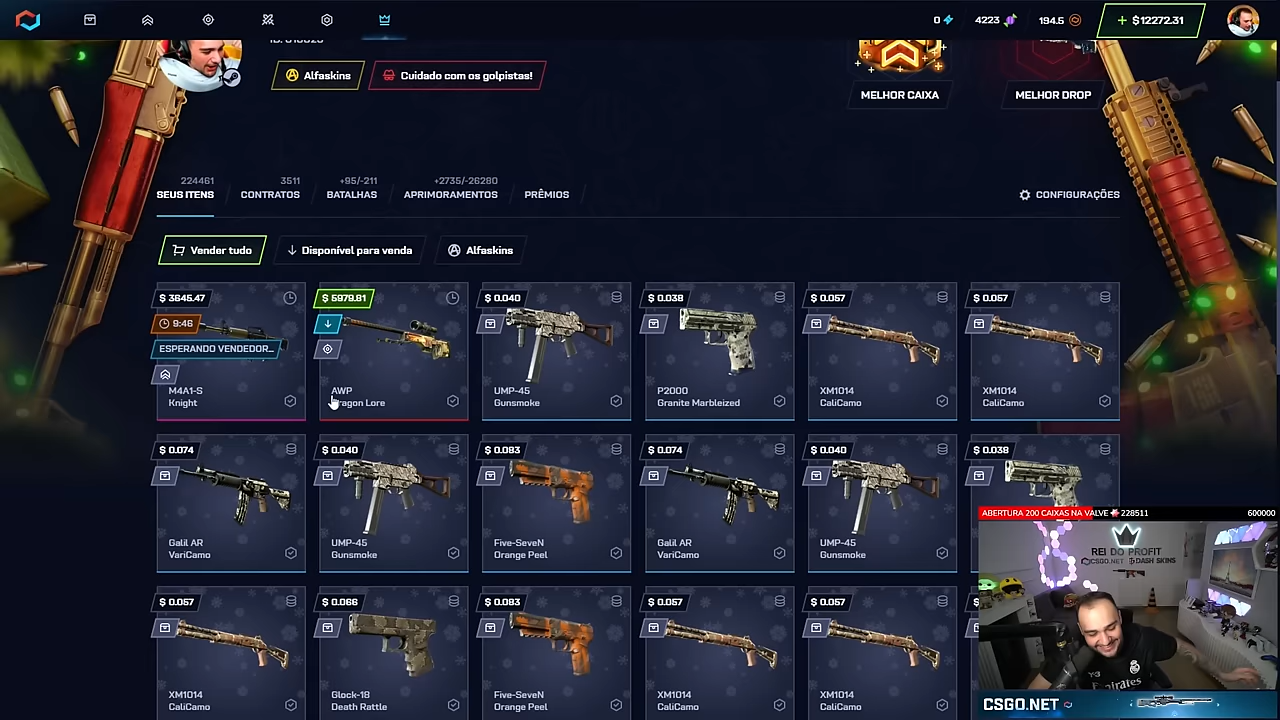 0
4223
194.5
+ $12272.31
Alfaskins
Cuidado com os golpistas!
MELHOR CAIXA
MELHOR DROP
224461
SEUS ITENS
3511
CONTRATOS
+95/-211
BATALHAS
+2735/-26280
APRIMORAMENTOS
PRÊMIOS
CONFIGURAÇÕES
Vender tudo
Disponível para venda
Alfaskins
$ 3645.47
9:46
ESPERANDO VENDEDOR...
M4A1-S
Knight
$ 5979.81
AWP
Dragon Lore
$ 0.040
UMP-45
Gunsmoke
$ 0.038
P2000
Granite Marbleized
$ 0.057
XM1014
CaliCamo
$ 0.057
XM1014
CaliCamo
$ 0.074
Galil AR
VariCamo
$ 0.040
UMP-45
Gunsmoke
$ 0.083
Five-SeveN
Orange Peel
$ 0.074
Galil AR
VariCamo
$ 0.040
UMP-45
Gunsmoke
$ 0.038
$ 0.057
XM1014
CaliCamo
$ 0.066
Glock-18
Death Rattle
$ 0.083
Five-SeveN
Orange Peel
$ 0.057
XM1014
CaliCamo
$ 0.057
XM1014
CaliCamo
ABERTURA 200 CAIXAS NA VALVE 228511
600000
REI DO PROFIT
CSGO.NET DASH SKINS
Emirates
CSGO.NET